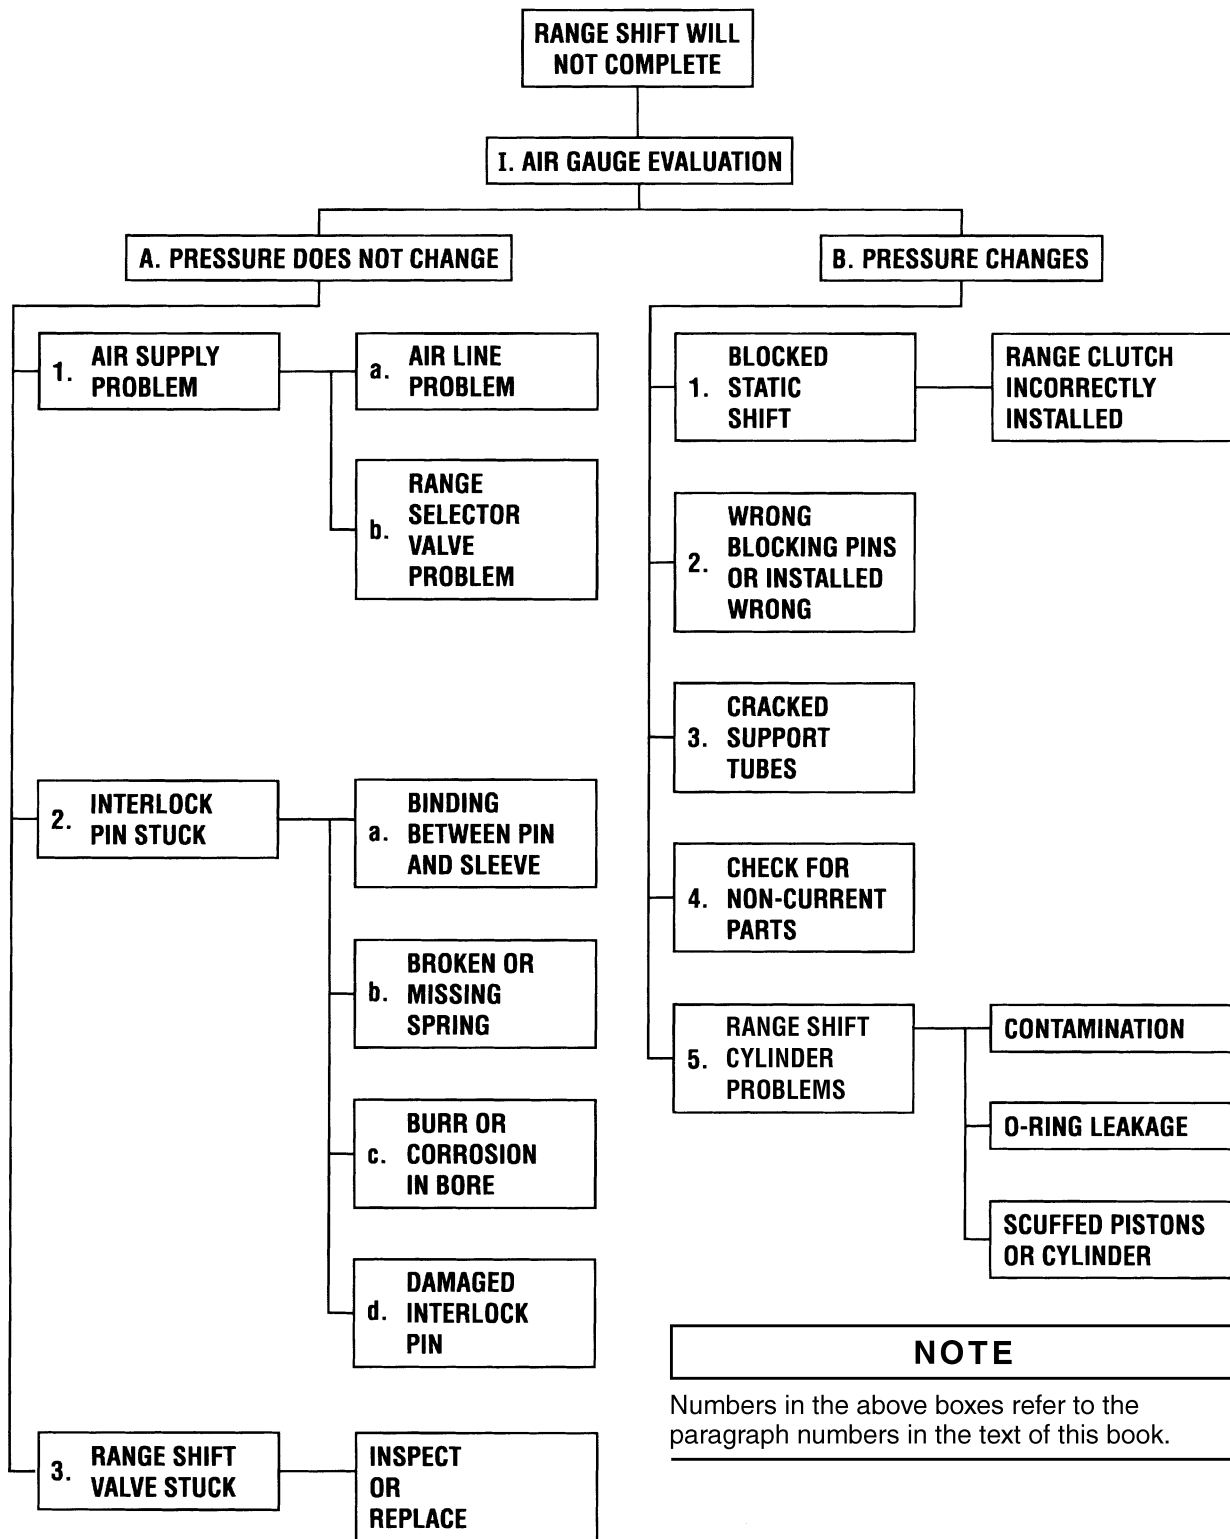 RANGE SHIFT WILL
NOT COMPLETE
I. AIR GAUGE EVALUATION
A. PRESSURE DOES NOT CHANGE
B. PRESSURE CHANGES
1. AIR SUPPLY
PROBLEM
a. AIR LINE
PROBLEM
b. RANGE
SELECTOR
VALVE
PROBLEM
2. INTERLOCK
PIN STUCK
a. BINDING
BETWEEN PIN
AND SLEEVE
b. BROKEN OR
MISSING
SPRING
c. BURR OR
CORROSION
IN BORE
d. DAMAGED
INTERLOCK
PIN
3. RANGE SHIFT
VALVE STUCK
INSPECT
OR
REPLACE
1. BLOCKED
STATIC
SHIFT
RANGE CLUTCH
INCORRECTLY
INSTALLED
2. WRONG
BLOCKING PINS
OR INSTALLED
WRONG
3. CRACKED
SUPPORT
TUBES
4. CHECK FOR
NON-CURRENT
PARTS
5. RANGE SHIFT
CYLINDER
PROBLEMS
CONTAMINATION
O-RING LEAKAGE
SCUFFED PISTONS
OR CYLINDER
NOTE
Numbers in the above boxes refer to the
paragraph numbers in the text of this book.